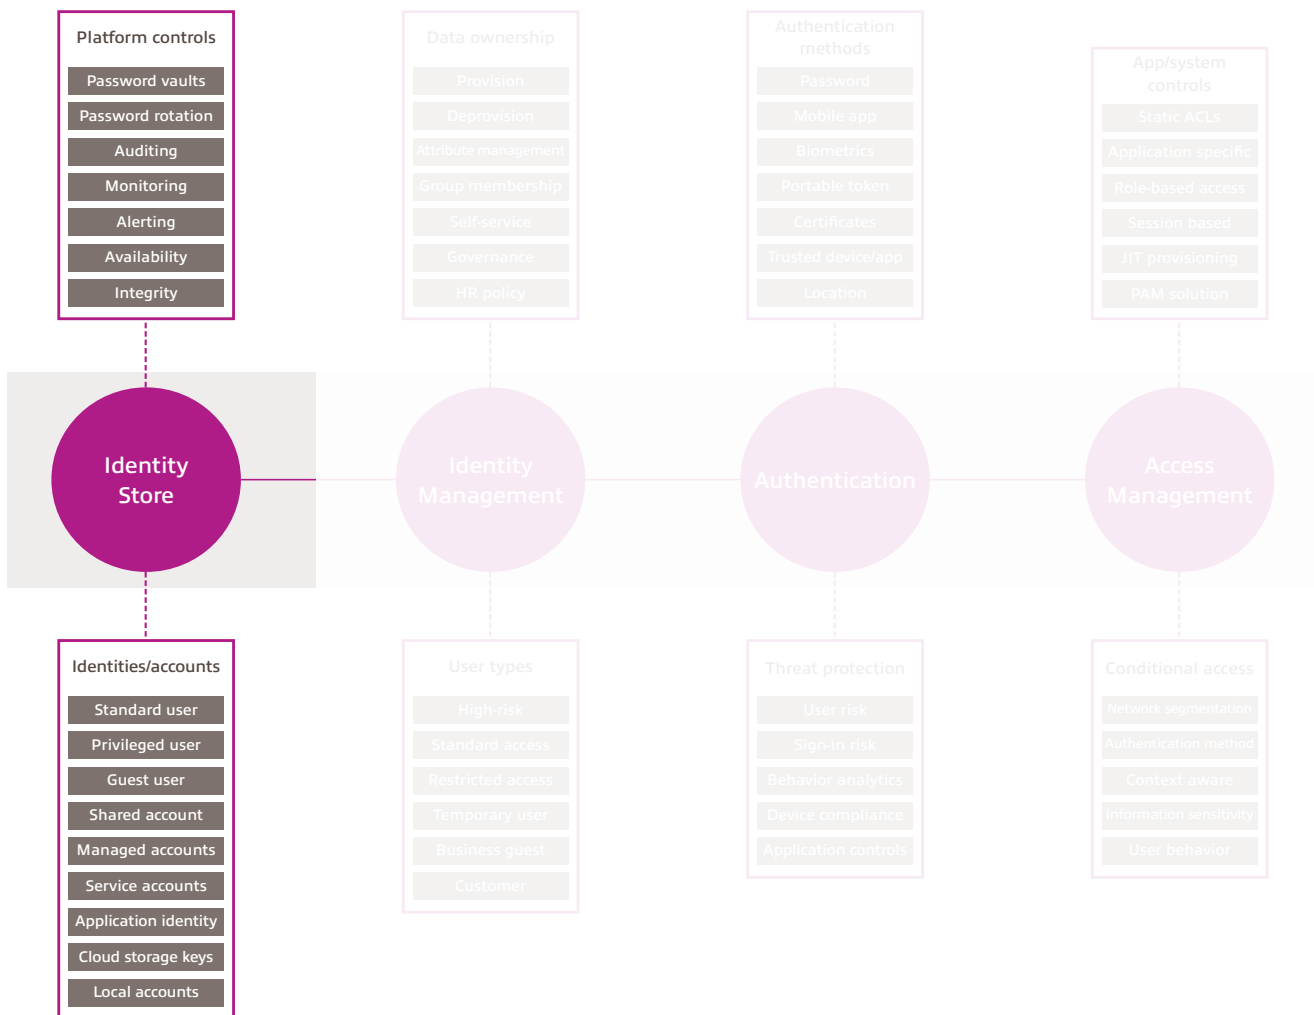 Platform controls
Password vaults
Password rotation
Auditing
Monitoring
Alerting
Availability
Integrity
Data ownership
Provision
Deprovision
Attribute management
Group membership
Self-service
Governance
HR policy
Authentication
methods
Password
Mobile app
Biometrics
Portable token
Certificates
Trusted device/app
Location
App/system
controls
Static ACLs
Application specific
Role-based access
Session based
JIT provisioning
PAM solution
Identity
Store
Identity
Management
Authentication
Access
Management
Identities/accounts
Standard user
Privileged user
Guest user
Shared account
Managed accounts
Service accounts
Application identity
Cloud storage keys
Local accounts
User types
High-risk
Standard access
Restricted access
Temporary user
Business guest
Customer
Threat protection
User risk
Sign-in risk
Behavior analytics
Device compliance
Application controls
Conditional access
Network segmentation
Authentication method
Context aware
Information sensitivity
User behavior